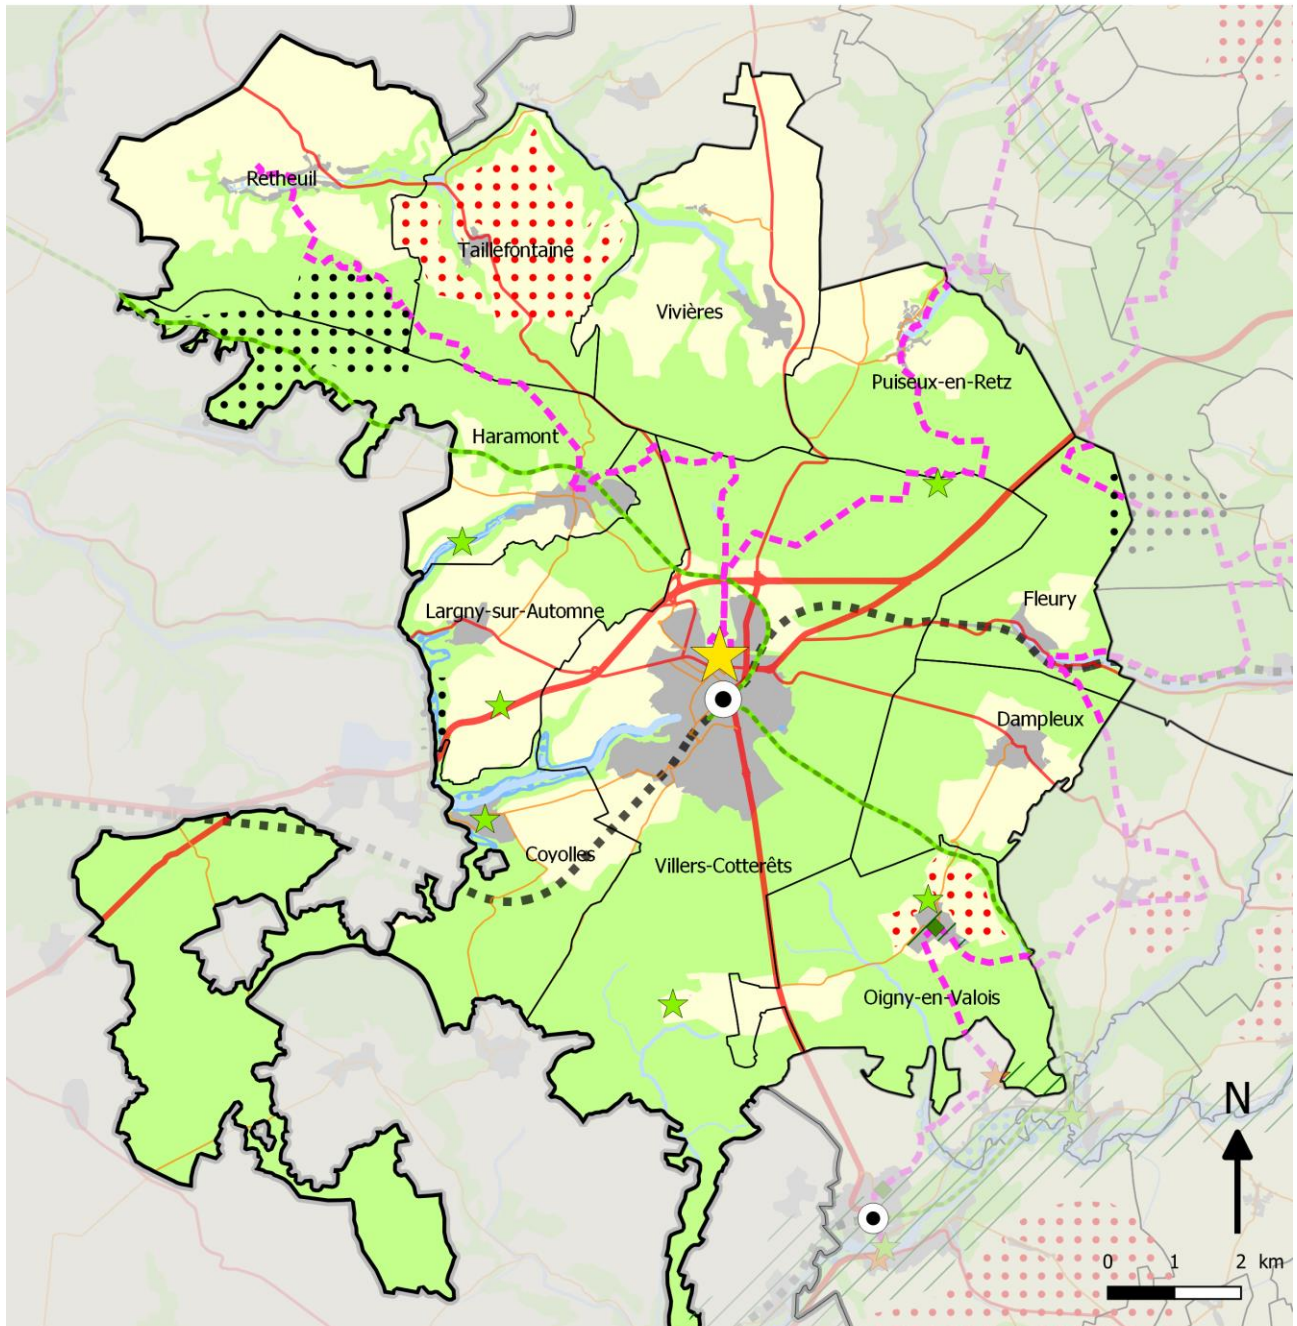 Retheuil
Taillefontaine
Vivières
Puiseux-en-Retz
Haramont
Largny-sur-Automne
Fleury
Dampleux
Coyolles
Villers-Cotterêts
Oigny-en-Valois
N
0 1 2 km